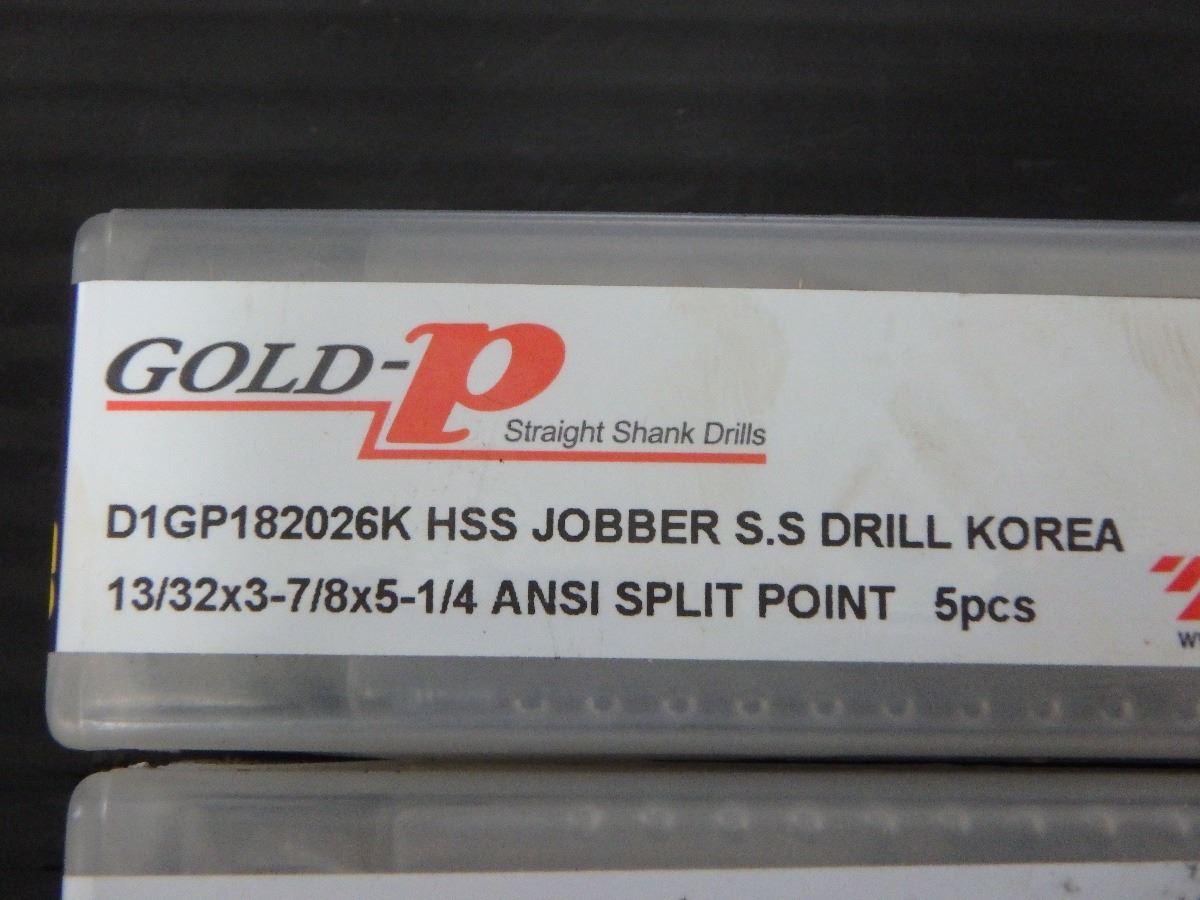 GOLD-P
Straight Shank Drills
D1GP182026K HSS JOBBER S.S DRILL KOREA
13/32x3-7/8x5-1/4 ANSI SPLIT POINT 5pcs